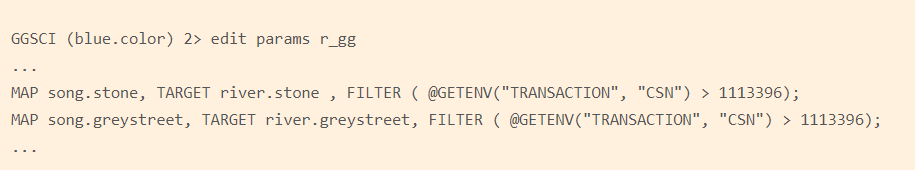 GGSCI (blue.color) 2> edit params r_gg
...
MAP song.stone, TARGET river.stone , FILTER ( @GETENV("TRANSACTION", "CSN") > 1113396);
MAP song.greystreet, TARGET river.greystreet, FILTER ( @GETENV("TRANSACTION", "CSN") > 1113396);
...